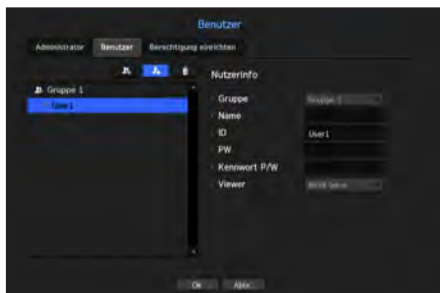 Benutzer
Administrator Benutzer Berechtigung einrichten
Gruppe 1
User1
NutzerInfo
Gruppe Gruppe 1
Name
ID User1
PW
Kennwort P/W
Viewer
Ok Abbr.